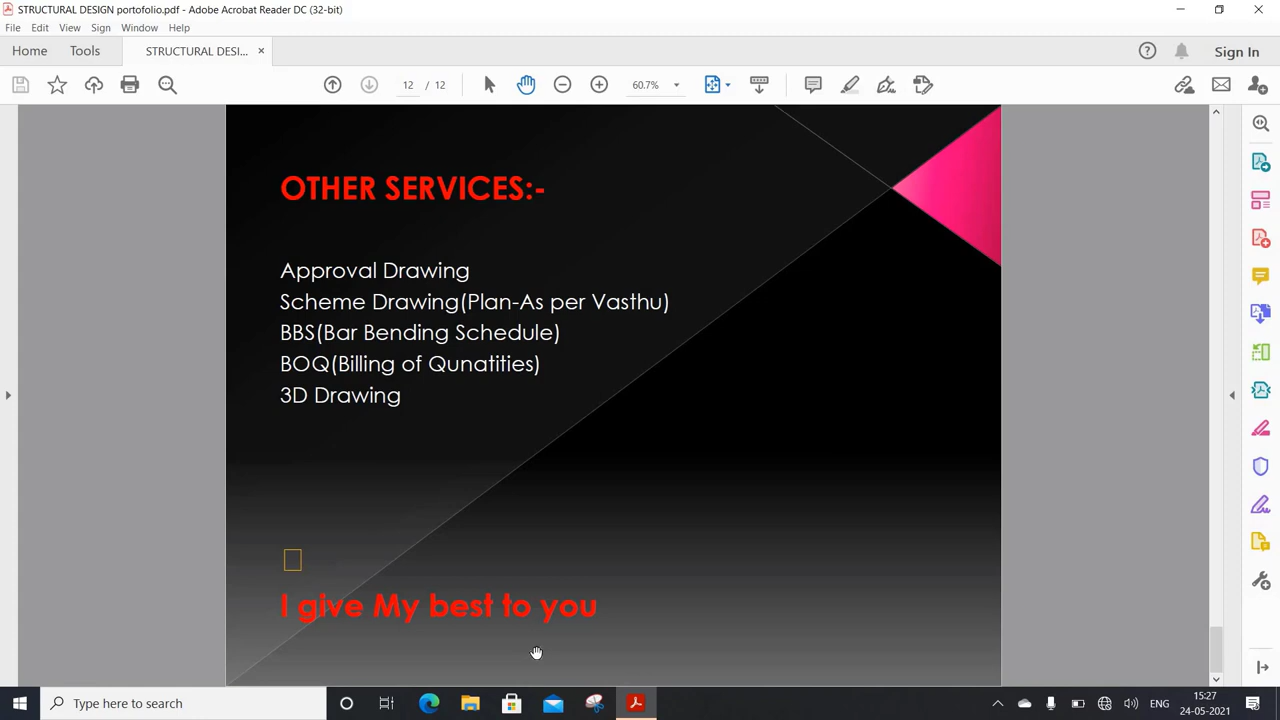 STRUCTURAL DESIGN portofolio.pdf - Adobe Acrobat Reader DC (32-bit)
File Edit View Sign Window Help
Home Tools STRUCTURAL DESI... × Sign In
12 / 12 60.7%
OTHER SERVICES:-
Approval Drawing
Scheme Drawing(Plan-As per Vasthu)
BBS(Bar Bending Schedule)
BOQ(Billing of Qunatities)
3D Drawing
I give My best to you
Type here to search
ENG
15:27
24-05-2021